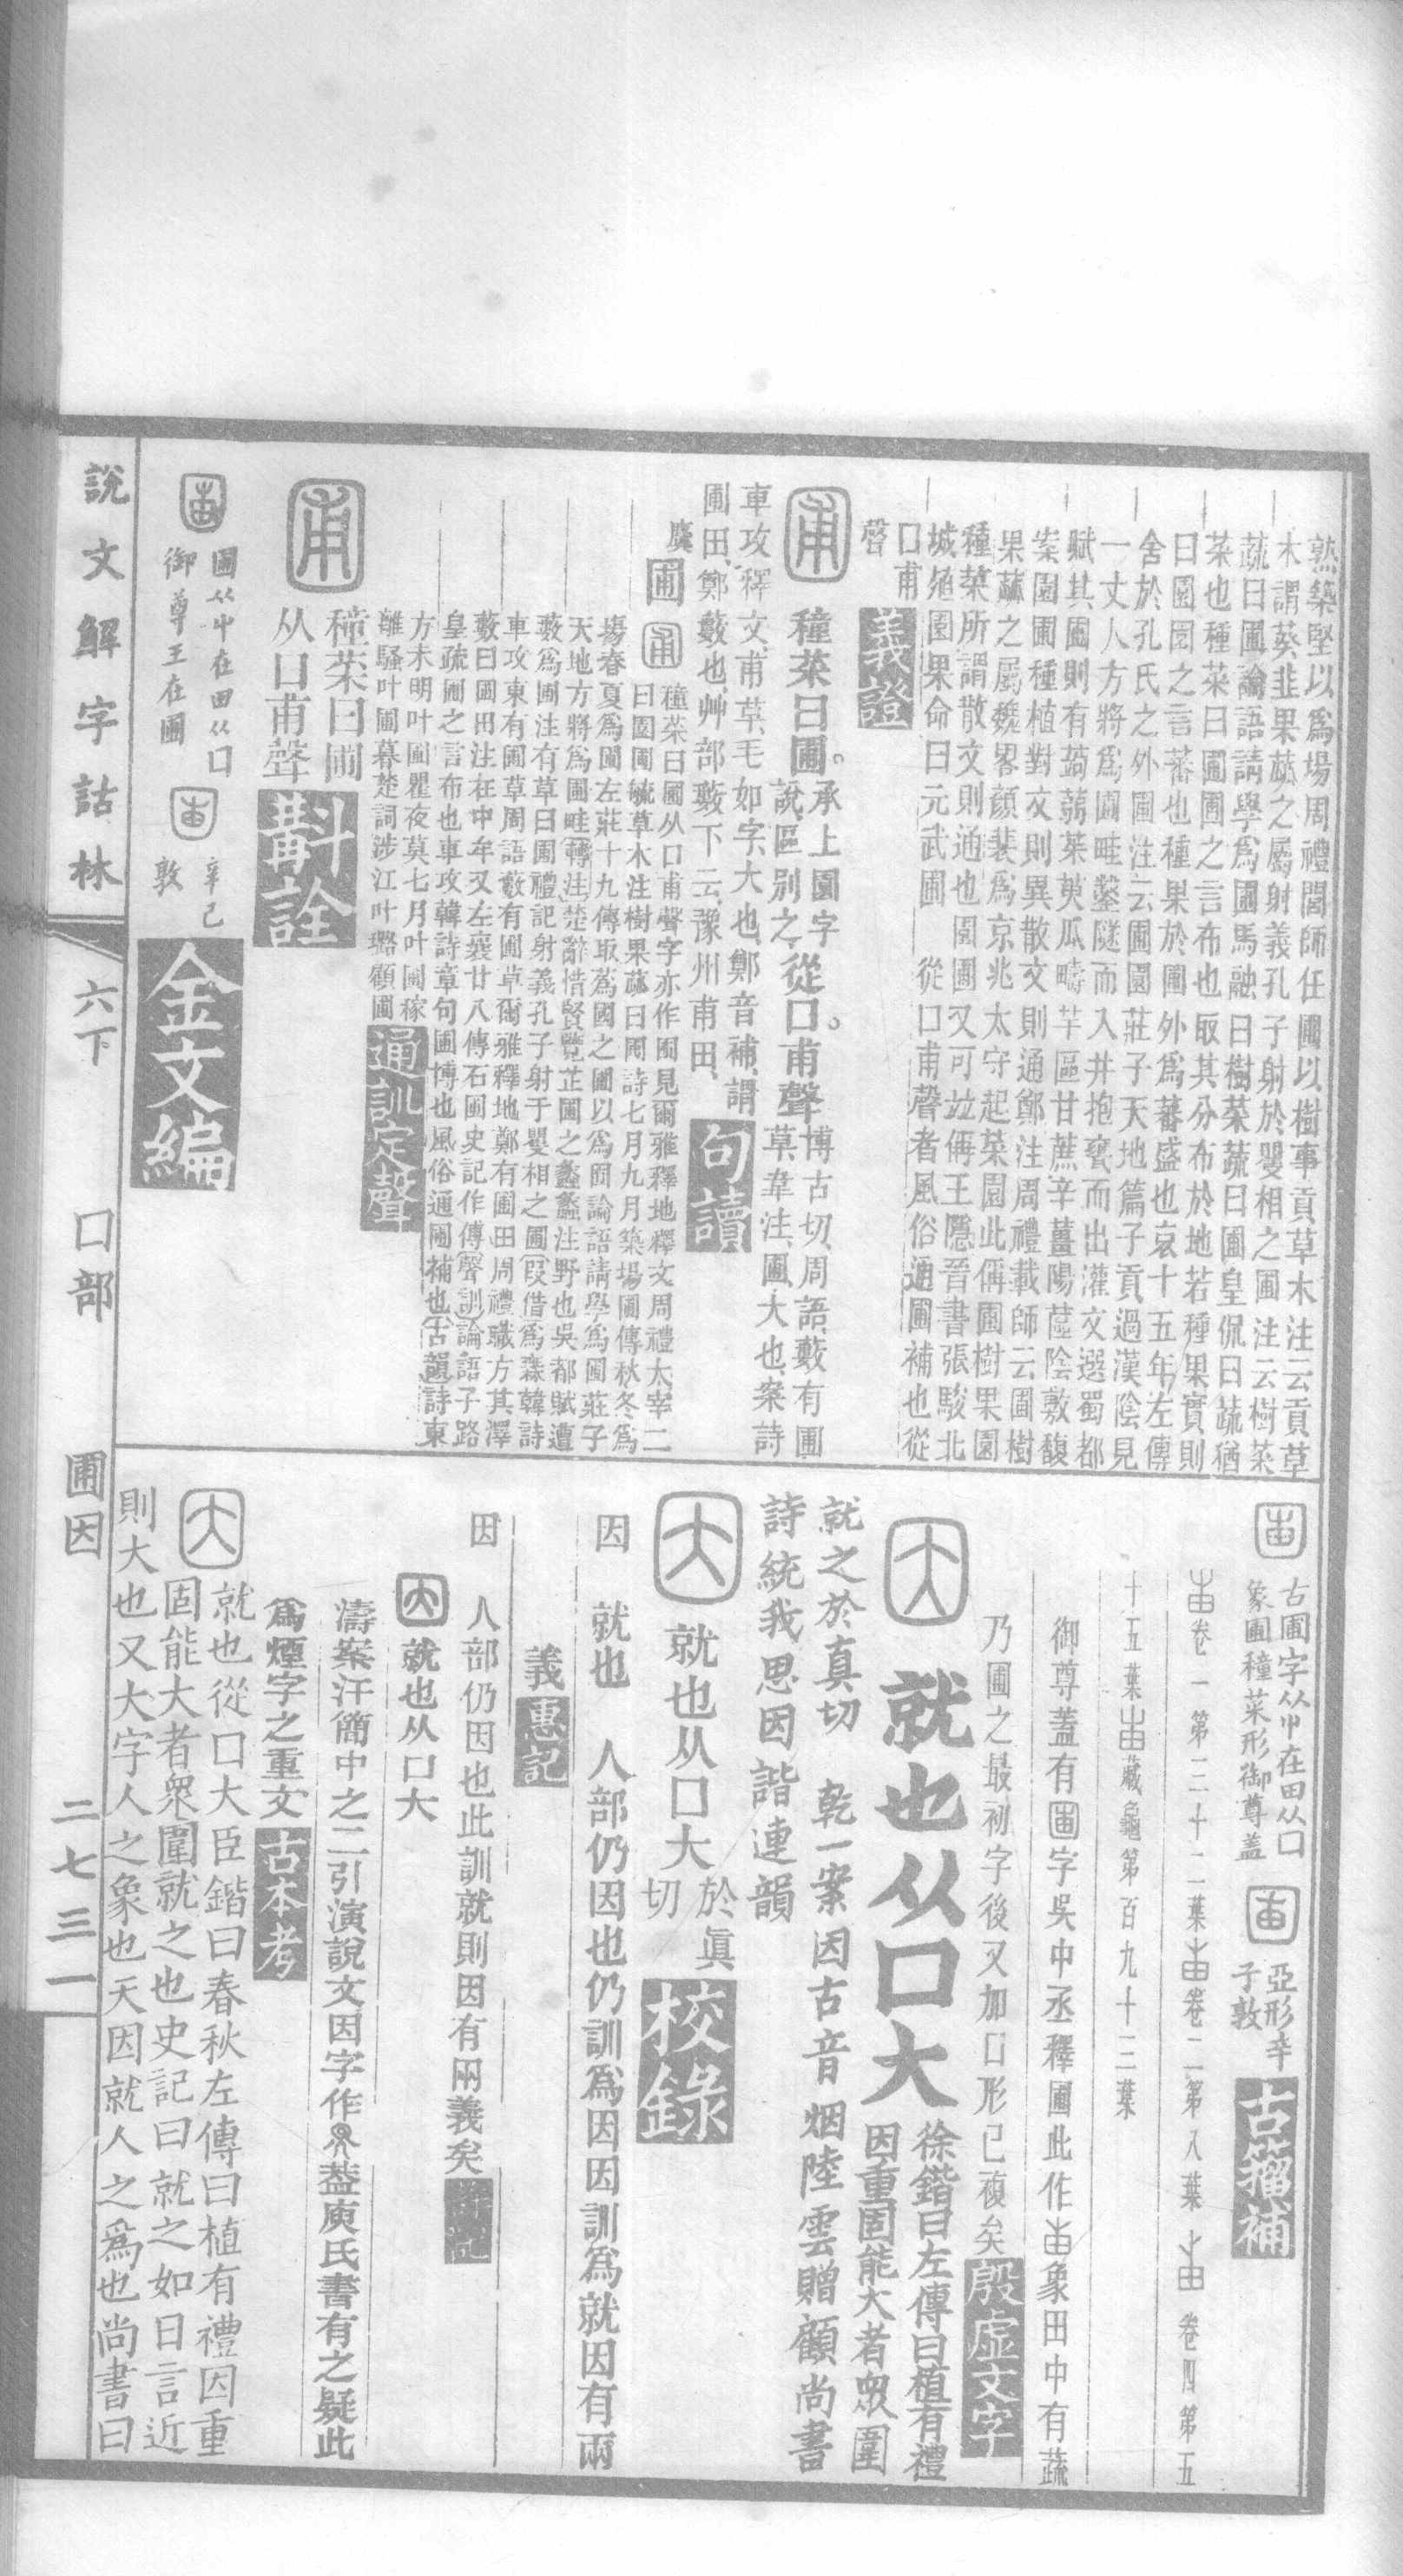 熟築堅以爲場周禮閭師任圃以樹事貢草木注云貢草
木謂葵韭果蓏之屬射義孔子射於矍相之圃注云樹菜
蔬曰圃論語請學爲圃馬融曰樹菜蔬曰圃皇侃曰蔬猶
菜也種菜曰圃圃之言布也取其分布於地若種果實則
曰園園之言蕃也種果於圃外爲蕃盛也哀十五年左傳
舍於孔氏之外圃注云圃園莊子天地篇子貢過漢陰見
一丈人方將爲圃畦鑿隧而入井抱甕而出灌文選蜀都
賦其園則有蒟蒻茱萸瓜疇芋區甘蔗辛薑陽蓲陰敷馥
案園圃種植對文則異散文則通鄭注周禮載師云圃樹
果蓏之屬魏畧顏裴爲京兆太守起菜園此偁圃樹果園
種菜所謂散文則通也園圃又可竝偁王隱晉書張駿北
城殖園果命曰元武圃 從口甫聲者風俗通圃補也從
口甫
聲 義證
種菜曰圃。承上園字說區別之從口。甫聲博古切周語藪有圃草韋注圃大也案詩
車攻釋文甫草毛如字大也鄭音補謂
圃田鄭藪也艸部藪下云豫州甫田 句讀
圃 種菜曰圃从口甫聲字亦作囿見爾雅釋地釋文周禮太宰二
曰園圃毓草木注樹果蓏曰圃詩七月九月築場圃傳秋冬爲
場春夏爲圃左莊十九傳取蔿國之圃以爲囿論語請學爲圃莊子
天地方將爲圃畦轉注楚辭惜賢覽芷圃之蠡蠡注野也吳都賦遭
藪爲圃注有草曰圃禮記射義孔子射于矍相之圃假借爲溥韓詩
車攻東有圃草周語藪有圃草爾雅釋地鄭有圃田周禮職方其澤
藪曰圃田注在中牟又左襄廿八傳石圃史記作傅聲訓論語子路
皇疏圃之言布也車攻韓詩章句圃博也風俗通圃補也古韻詩東
方未明叶圃瞿夜莫七月叶圃稼
離騷叶圃暮楚詞涉江叶璐顧圃 通訓定聲
穜菜曰圃
从口甫聲 斠詮
圃从屮在田从口
御尊王在圃
辛巳
敦 金文編
說文解字詁林 六下 口部 圃因 二七三一
古圃字从屮在田从口
象圃種菜形御尊蓋
亞形辛
子敦 古籀補
卷一第二十二葉 卷二第八葉 卷四第五
十五葉 藏龜第百九十三葉
御尊蓋有 字吳中丞釋圃此作 象田中有蔬
乃圃之最初字後又加口形已複矣 殷虛文字
就也从口大徐鍇曰左傳曰植有禮
因重固能大者衆圍
就之於真切 乾一案因古音烟陸雲贈顧尚書
詩統我思因諧連韻
就也从口大於眞切 校錄
因 就也 人部仍因也仍訓爲因因訓爲就因有兩
義 惠記
因 人部仍因也此訓就則因有兩義矣
就也从口大
濤案汗簡中之二引演說文因字作 葢庾氏書有之疑此
爲煙字之重文 古本考
就也從口大臣鍇曰春秋左傳曰植有禮因重
固能大者衆圍就之也史記曰就之如日言近
則大也又大字人之象也天因就人之爲也尚書曰